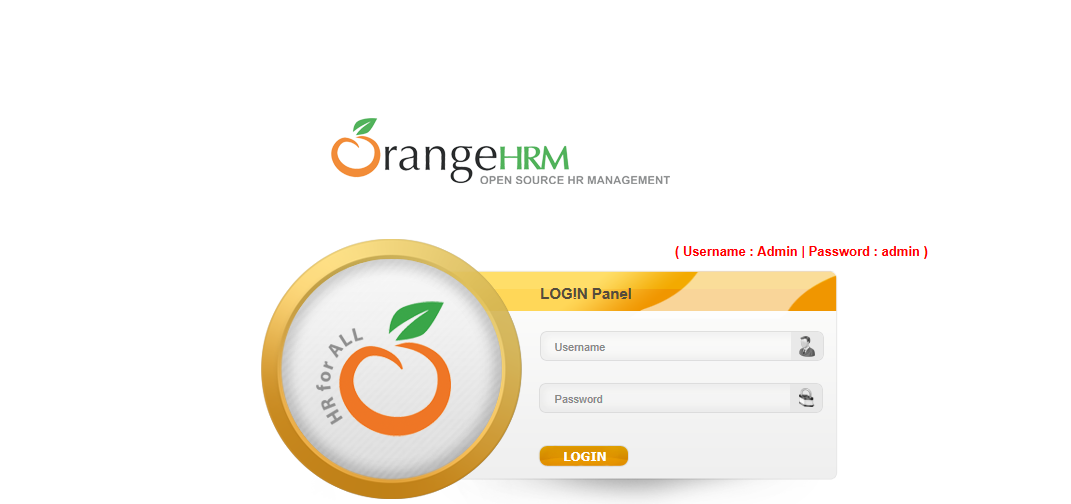 OrangeHRM
OPEN SOURCE HR MANAGEMENT
( Username : Admin | Password : admin )
LOGIN Panel
HR for ALL
Username
Password
LOGIN